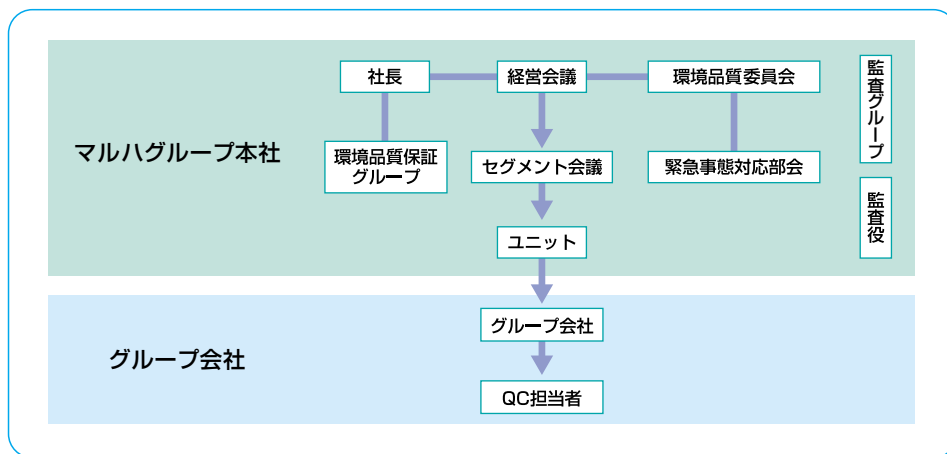 マルハグループ本社
社長
経営会議
環境品質委員会
監査グループ
環境品質保証
グループ
セグメント会議
緊急事態対応部会
監査役
ユニット
グループ会社
グループ会社
QC担当者